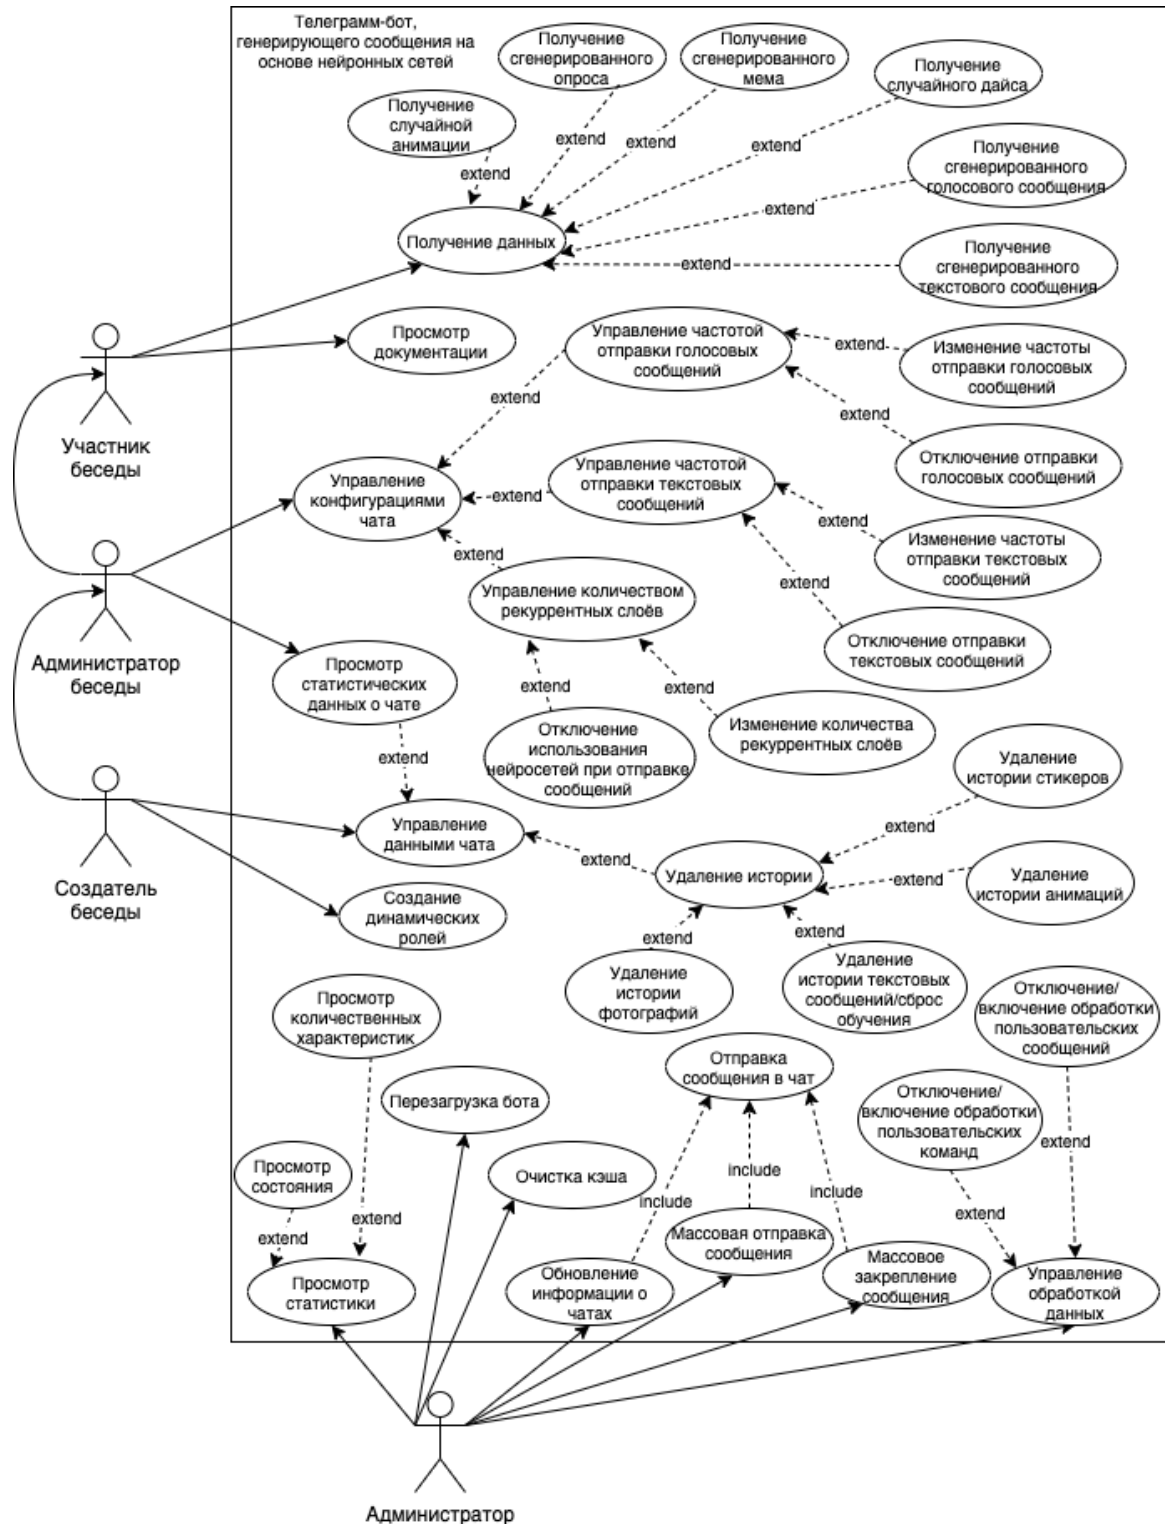 Телеграмм-бот,
генерирующего сообщения на
основе нейронных сетей
Получение
сгенерированного
опроса
Получение
сгенерированного
мема
Получение
случайного дайса
Получение
случайной
анимации
extend
extend
extend
extend
Получение
сгенерированного
голосового сообщения
extend
Получение данных
extend
Получение
сгенерированного
текстового сообщения
Просмотр
документации
Управление частотой
отправки голосовых
сообщений
extend
Изменение частоты
отправки голосовых
сообщений
extend
extend
Участник
беседы
Отключение отправки
голосовых сообщений
Управление
конфигурациями
чата
extend
Управление частотой
отправки текстовых
сообщений
extend
Изменение частоты
отправки текстовых
сообщений
extend
extend
Управление количеством
рекуррентных слоёв
Отключение отправки
текстовых сообщений
Администратор
беседы
Просмотр
статистических
данных о чате
extend
extend
Отключение
использования
нейросетей при отправке
сообщений
Изменение количества
рекуррентных слоёв
extend
Удаление
истории стикеров
Управление
данными чата
extend
extend
Удаление истории
extend
Удаление
истории анимаций
Создатель
беседы
Создание
динамических
ролей
extend
extend
Удаление
истории
фотографий
Удаление
истории текстовых
сообщений/сброс
обучения
Отключение/
включение обработки
пользовательских
сообщений
Просмотр
количественных
характеристик
Отправка
сообщения в чат
Перезагрузка бота
Отключение/
включение обработки
пользовательских
команд
extend
Просмотр
состояния
Очистка кэша
include
include
include
extend
extend
extend
Массовая отправка
сообщения
Просмотр
статистики
Обновление
информации о
чатах
Массовое
закрепление
сообщения
Управление
обработкой
данных
Администратор